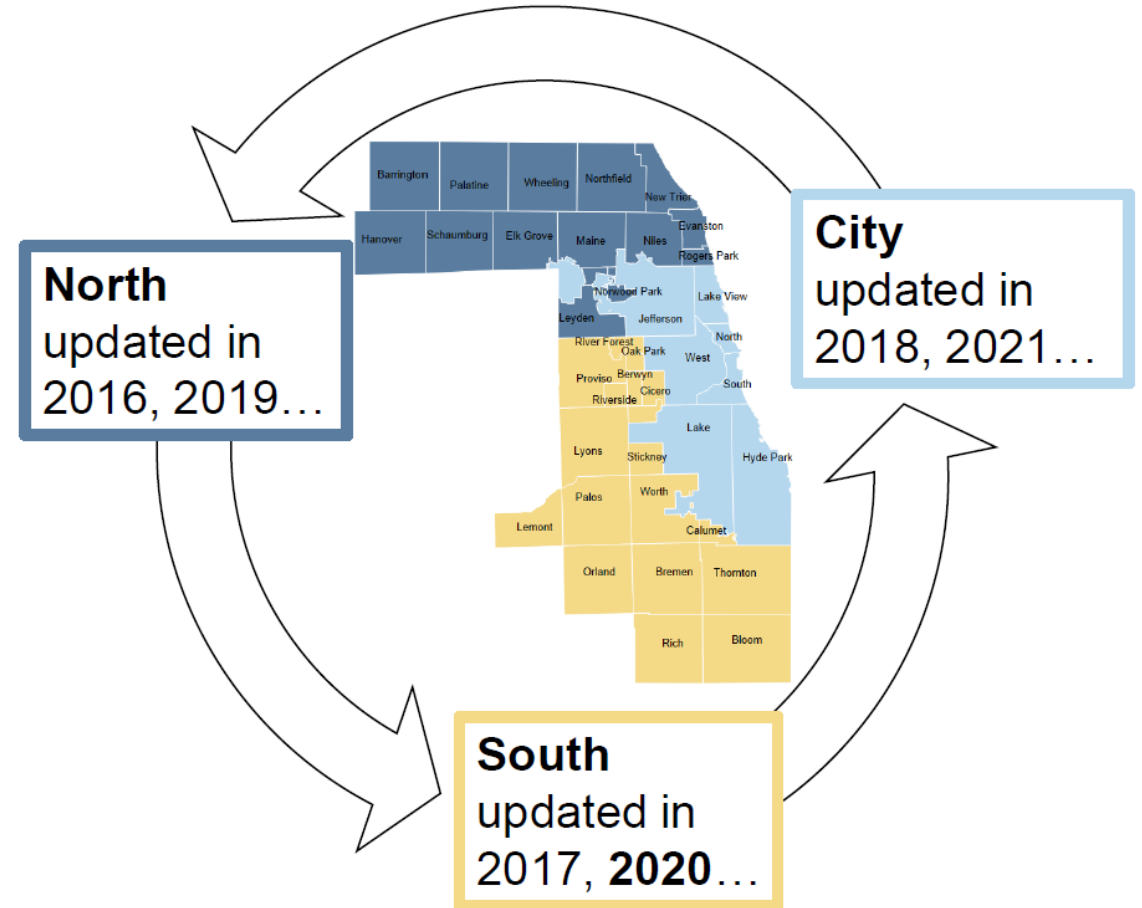 Barrington
Palatine
Wheeling
Northfield
New Trier
Hanover
Schaumburg
Elk Grove
Maine
Niles
Evanston
Rogers Park
City
updated in
2018, 2021…
North
updated in
2016, 2019…
Norwood Park
Lake View
Leyden
Jefferson
River Forest
Oak Park
West
North
Proviso
Berwyn
Cicero
South
Riverside
Lake
Lyons
Stickney
Hyde Park
Palos
Worth
Lemont
Calumet
Orland
Bremen
Thornton
Rich
Bloom
South
updated in
2017, 2020…